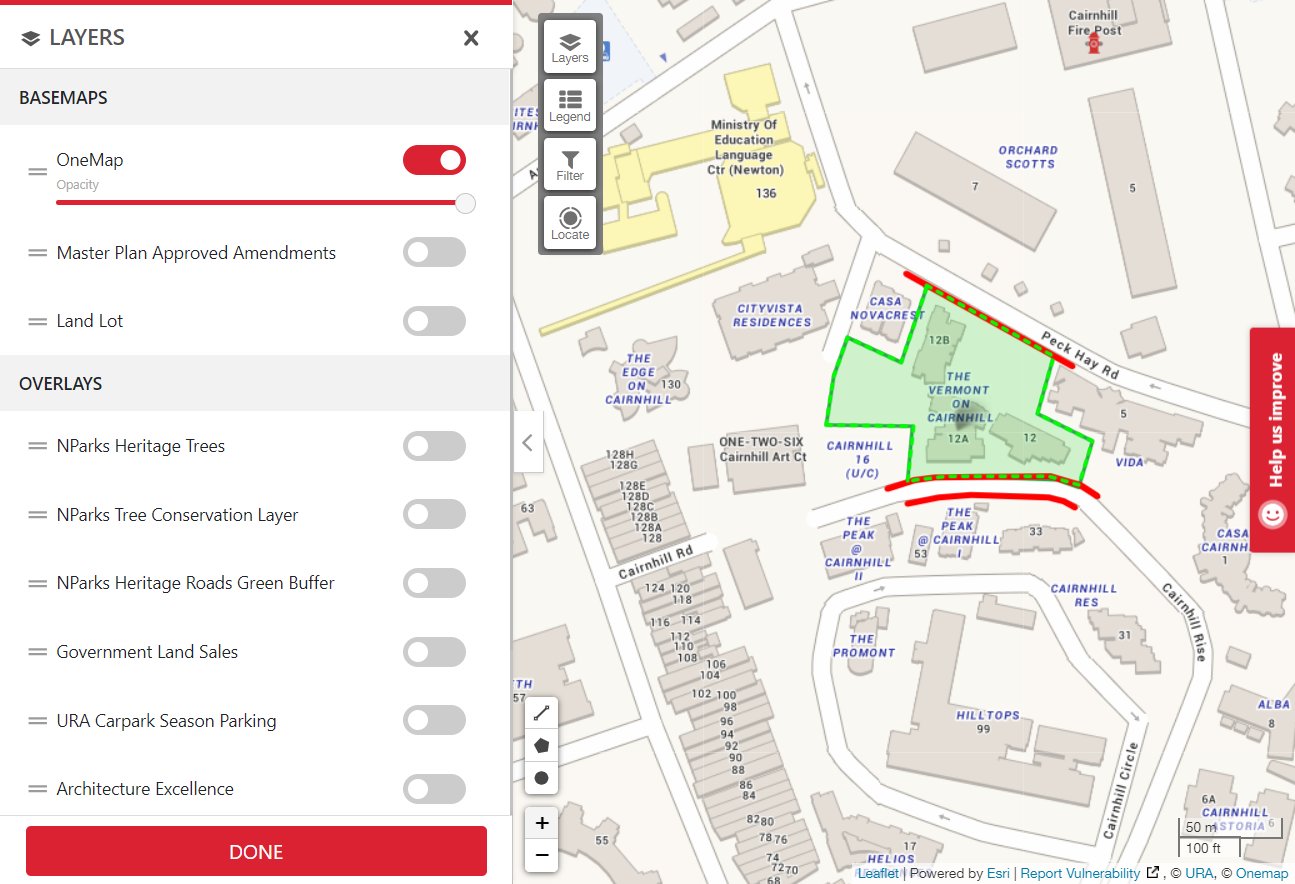 LAYERS
BASEMAPS
OneMap
Opacity
Master Plan Approved Amendments
Land Lot
OVERLAYS
NParks Heritage Trees
NParks Tree Conservation Layer
NParks Heritage Roads Green Buffer
Government Land Sales
URA Carpark Season Parking
Architecture Excellence
DONE
Layers
Legend
Filter
Locate
Cairnhill
Fire Post
Ministry Of
Education
Language
Ctr (Newton)
136
ORCHARD
SCOTTS
7
5
CITYVISTA
RESIDENCES
CASA
NOVACREST
12B
Peck Hay Rd
THE
EDGE
ON
CAIRNHILL
130
THE
VERMONT
ON
CAIRNHILL
12A
12
5
VIDA
ONE-TWO-SIX
Cairnhill Art Ct
CAIRNHILL
16
(U/C)
128H
128G
128E
128D
128C
128B
128A
128
63
Cairnhill Rd
THE
PEAK
@
CAIRNHILL
II
THE
PEAK
@ CAIRNHILL
53 I
33
CASA
CAIRNH
1
Help us improve
124 120
118
116 114
112
110
108
106
104
102 100
98
96
94
92
90
88
86
84
82 80
78 76
74
72 70
68
CAIRNHILL
RES
31
Cairnhill Rise
THE
PROMONT
HILLTOPS
99
Cairnhill Circle
ALBA
8
TH
57
55
17
HELIOS
6A
CAIRNHILL
ASTORIA 6
+
−
50 m
100 ft
Leaflet | Powered by Esri | Report Vulnerability , © URA, © Onemap